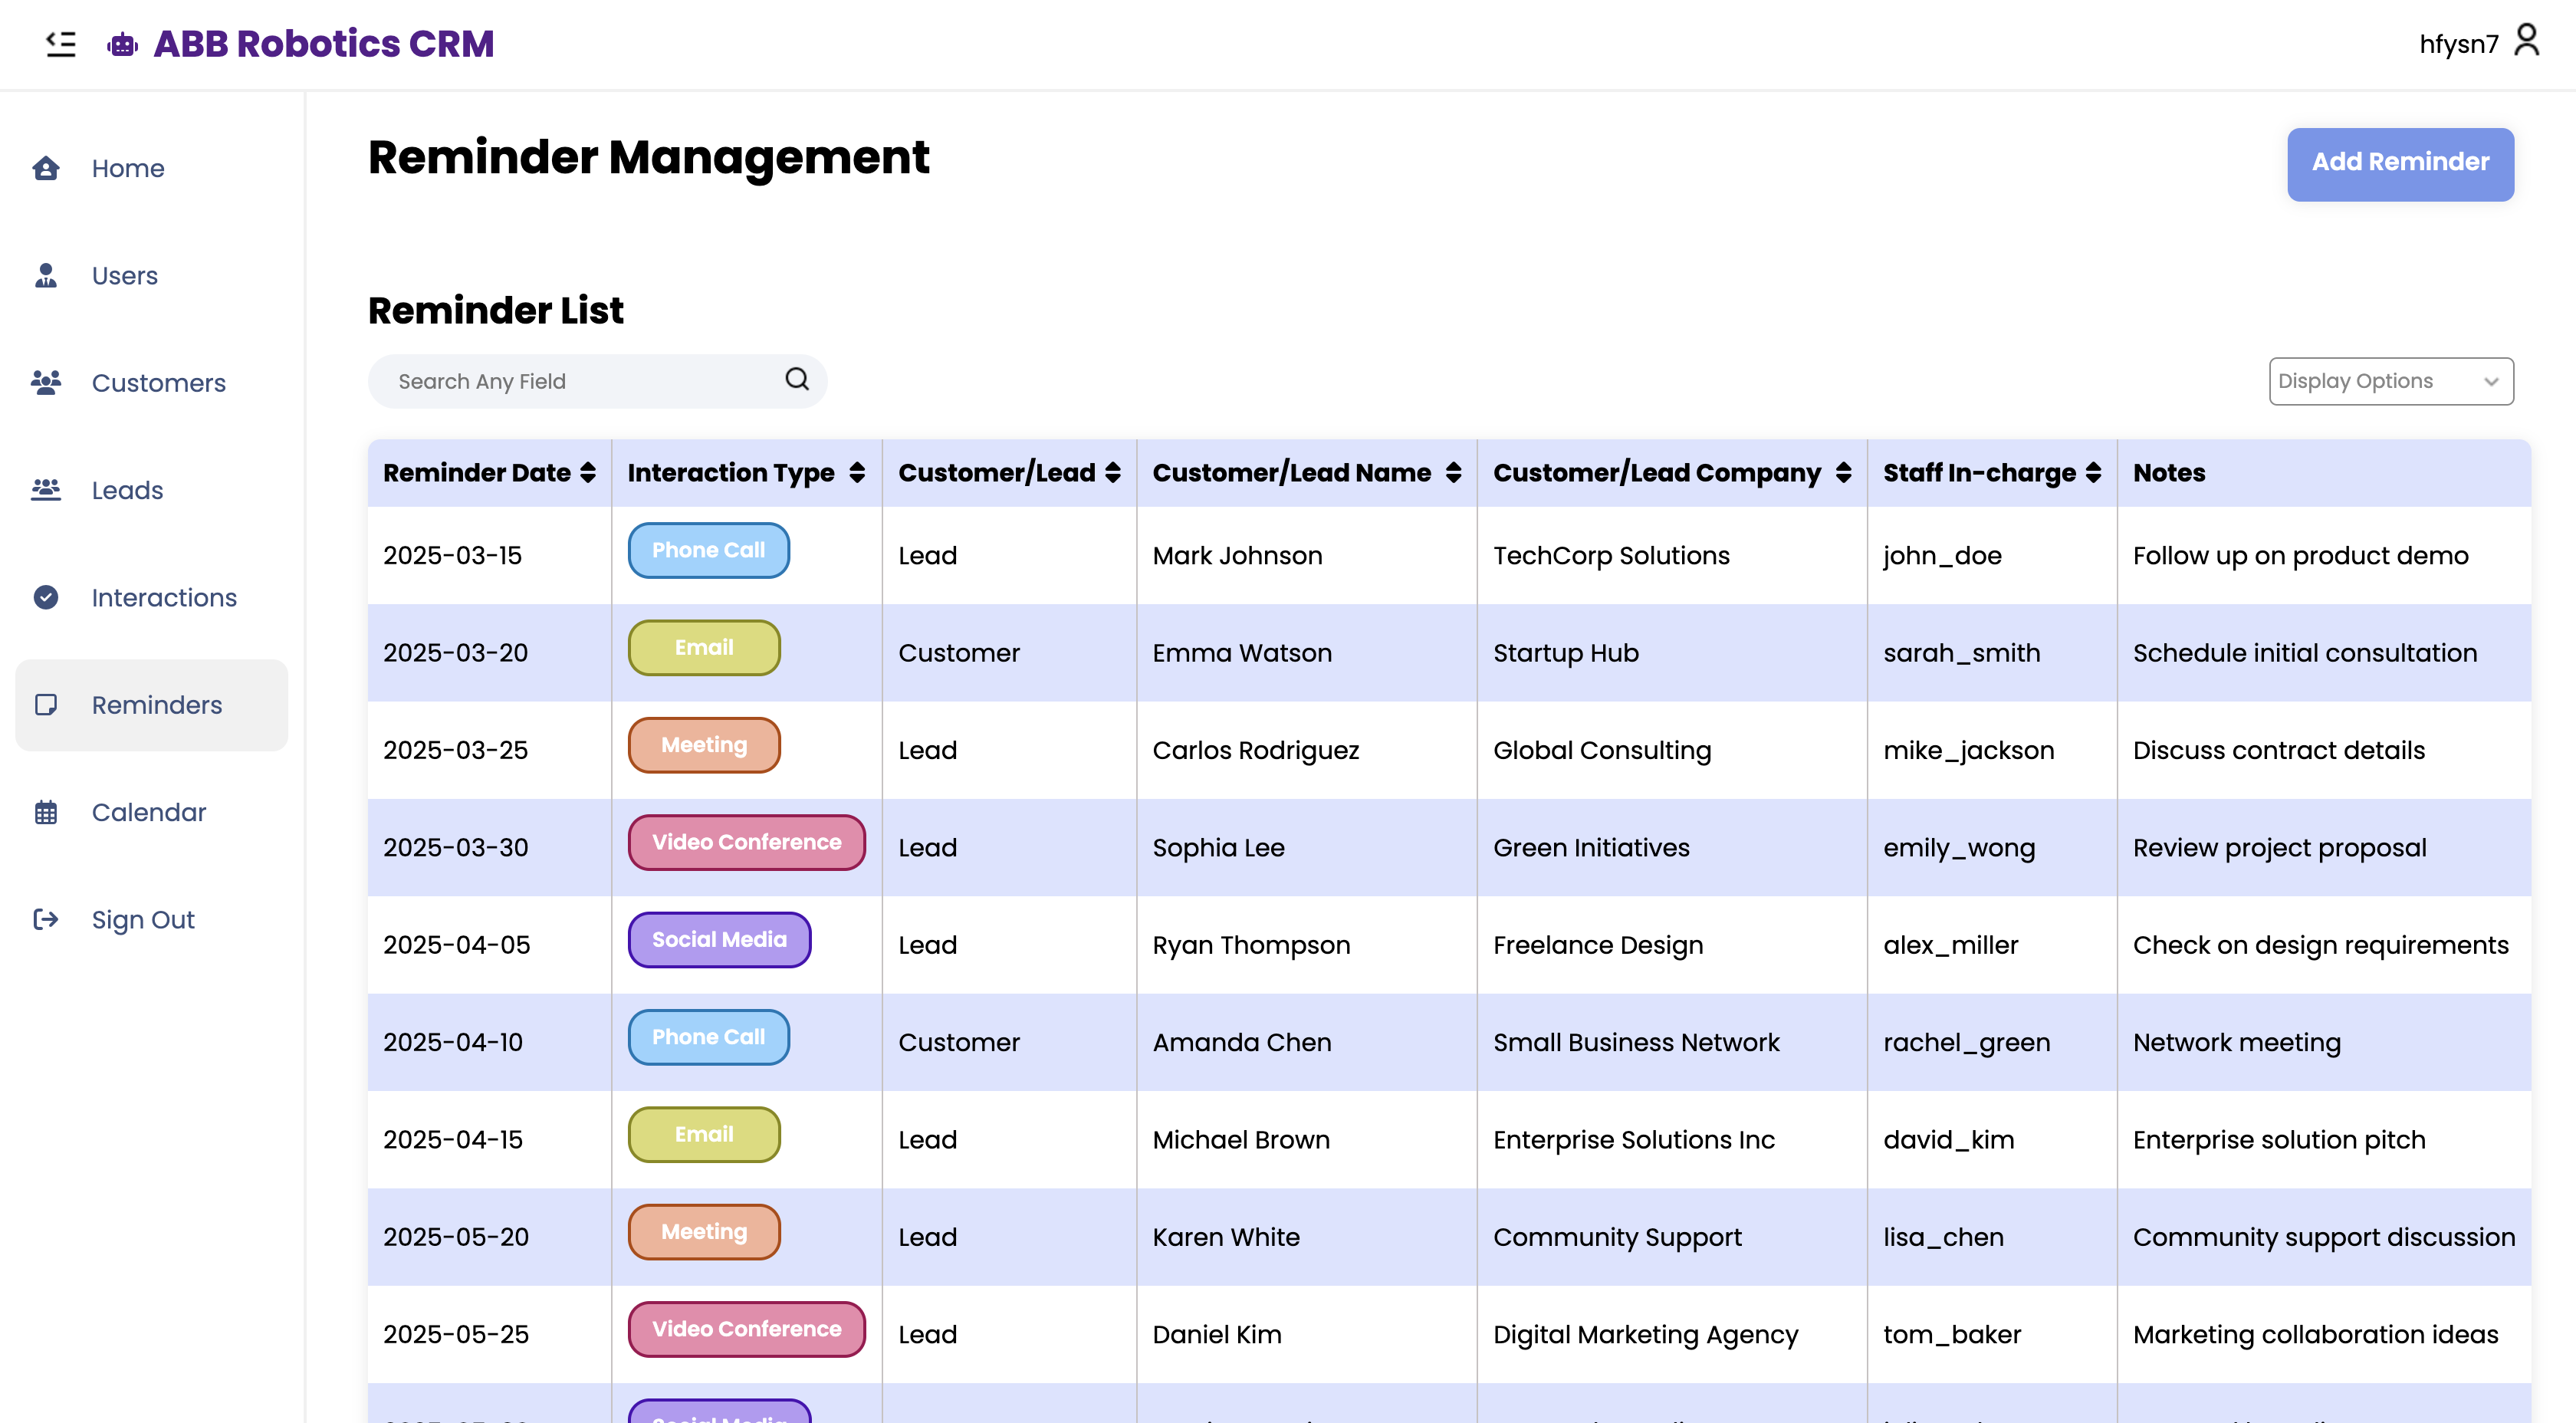 ABB Robotics CRM
hfysn7
Home
Users
Customers
Leads
Interactions
Reminders
Calendar
Sign Out
Reminder Management
Add Reminder
Reminder List
Search Any Field
Display Options
Reminder Date Interaction Type Customer/Lead Customer/Lead Name Customer/Lead Company Staff In-charge Notes
2025-03-15 Phone Call Lead Mark Johnson TechCorp Solutions john_doe Follow up on product demo
2025-03-20 Email Customer Emma Watson Startup Hub sarah_smith Schedule initial consultation
2025-03-25 Meeting Lead Carlos Rodriguez Global Consulting mike_jackson Discuss contract details
2025-03-30 Video Conference Lead Sophia Lee Green Initiatives emily_wong Review project proposal
2025-04-05 Social Media Lead Ryan Thompson Freelance Design alex_miller Check on design requirements
2025-04-10 Phone Call Customer Amanda Chen Small Business Network rachel_green Network meeting
2025-04-15 Email Lead Michael Brown Enterprise Solutions Inc david_kim Enterprise solution pitch
2025-05-20 Meeting Lead Karen White Community Support lisa_chen Community support discussion
2025-05-25 Video Conference Lead Daniel Kim Digital Marketing Agency tom_baker Marketing collaboration ideas
Social Media